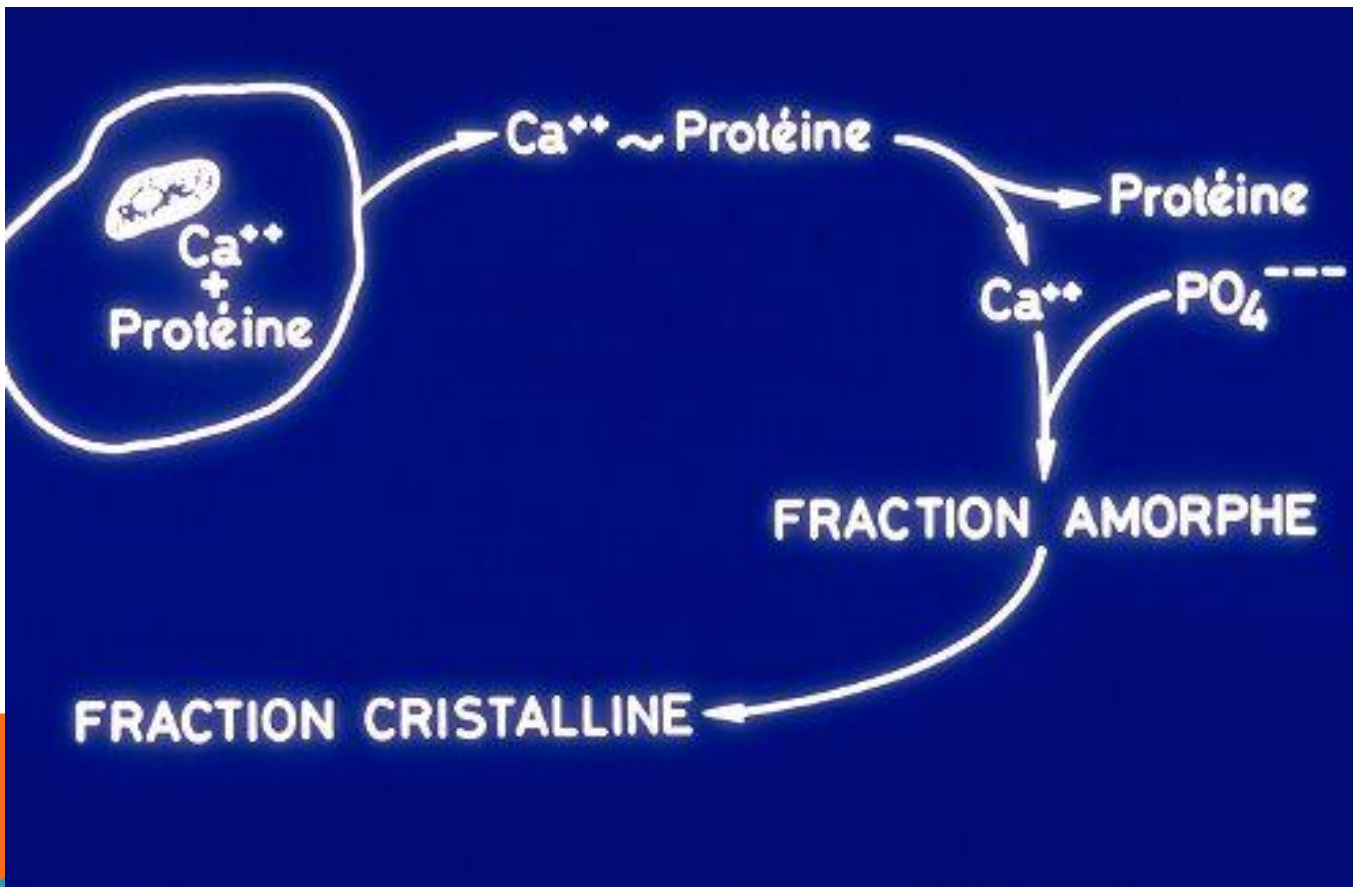 Ca++ ~ Protéine
Protéine
Ca++
+
Protéine
Ca++
PO4---
FRACTION AMORPHE
FRACTION CRISTALLINE